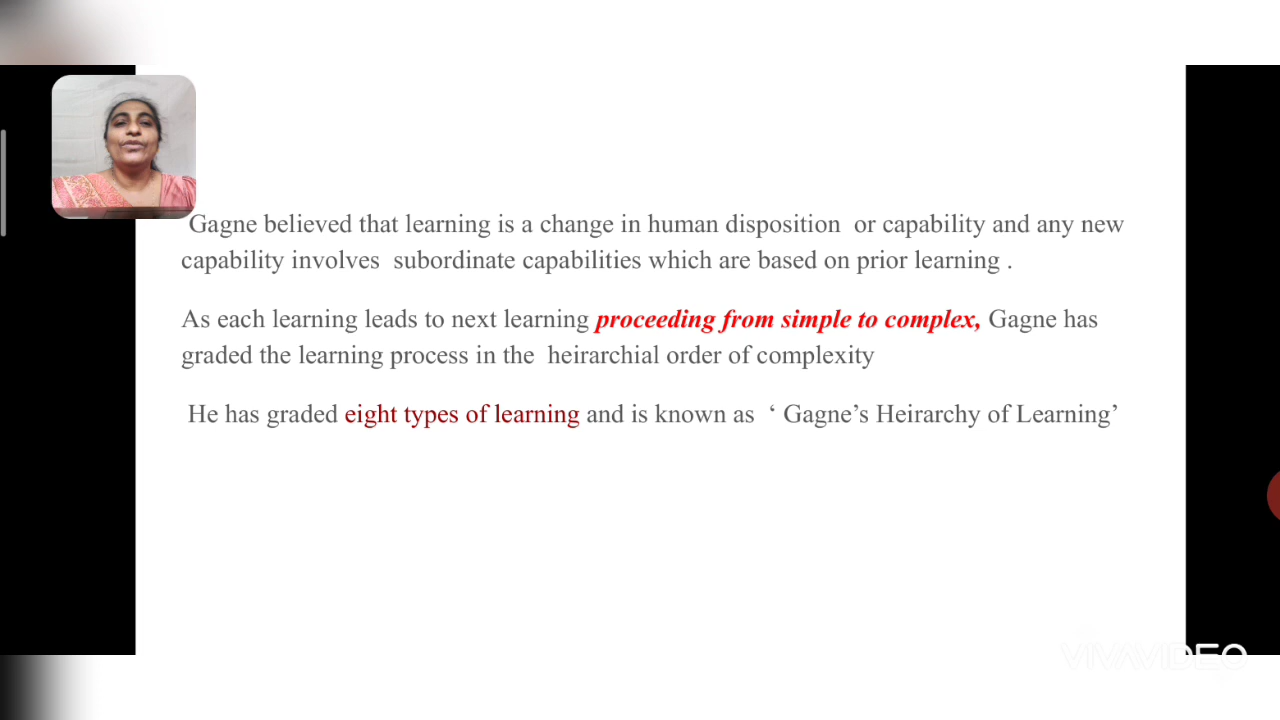 Gagne believed that learning is a change in human disposition or capability and any new
capability involves subordinate capabilities which are based on prior learning .
As each learning leads to next learning proceeding from simple to complex, Gagne has
graded the learning process in the heirarchial order of complexity
He has graded eight types of learning and is known as ‘ Gagne’s Heirarchy of Learning’
VIVAVIDEO